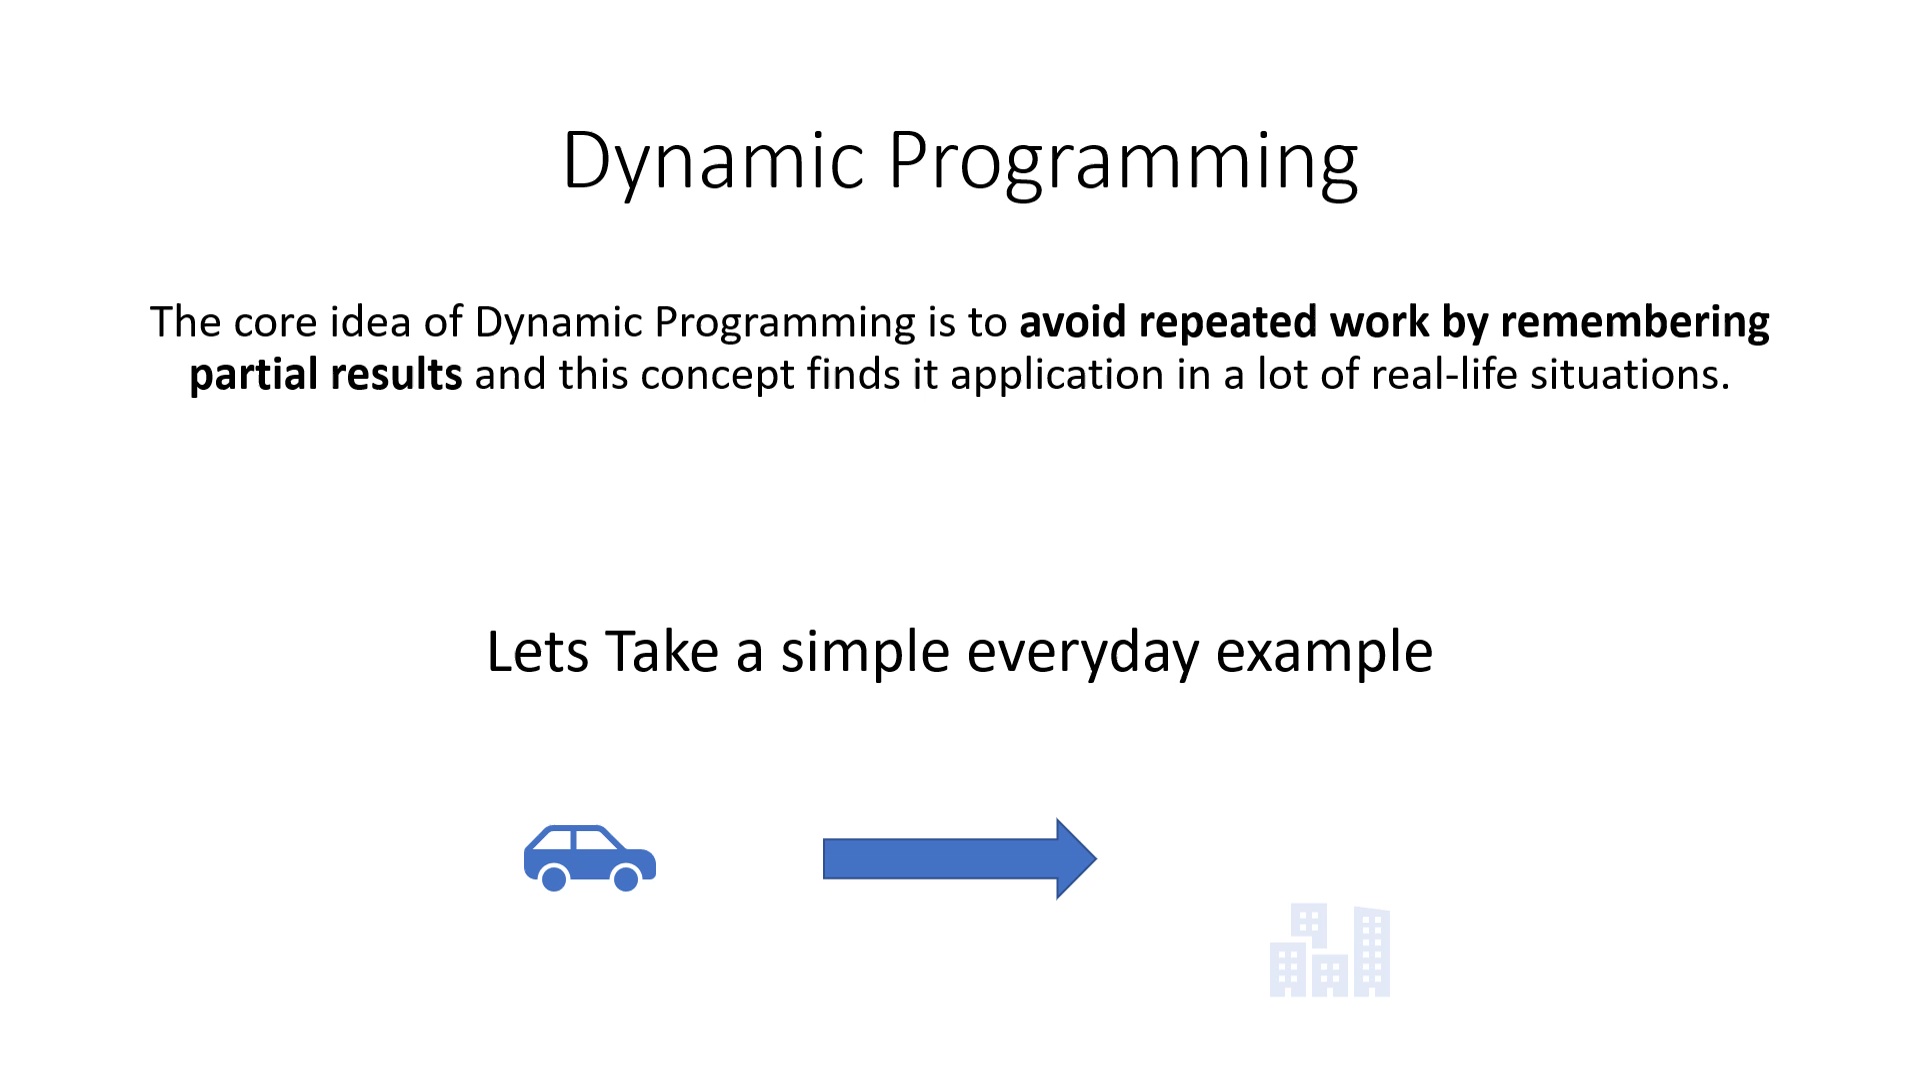 Dynamic Programming
The core idea of Dynamic Programming is to avoid repeated work by remembering
partial results and this concept finds it application in a lot of real-life situations.
Lets Take a simple everyday example